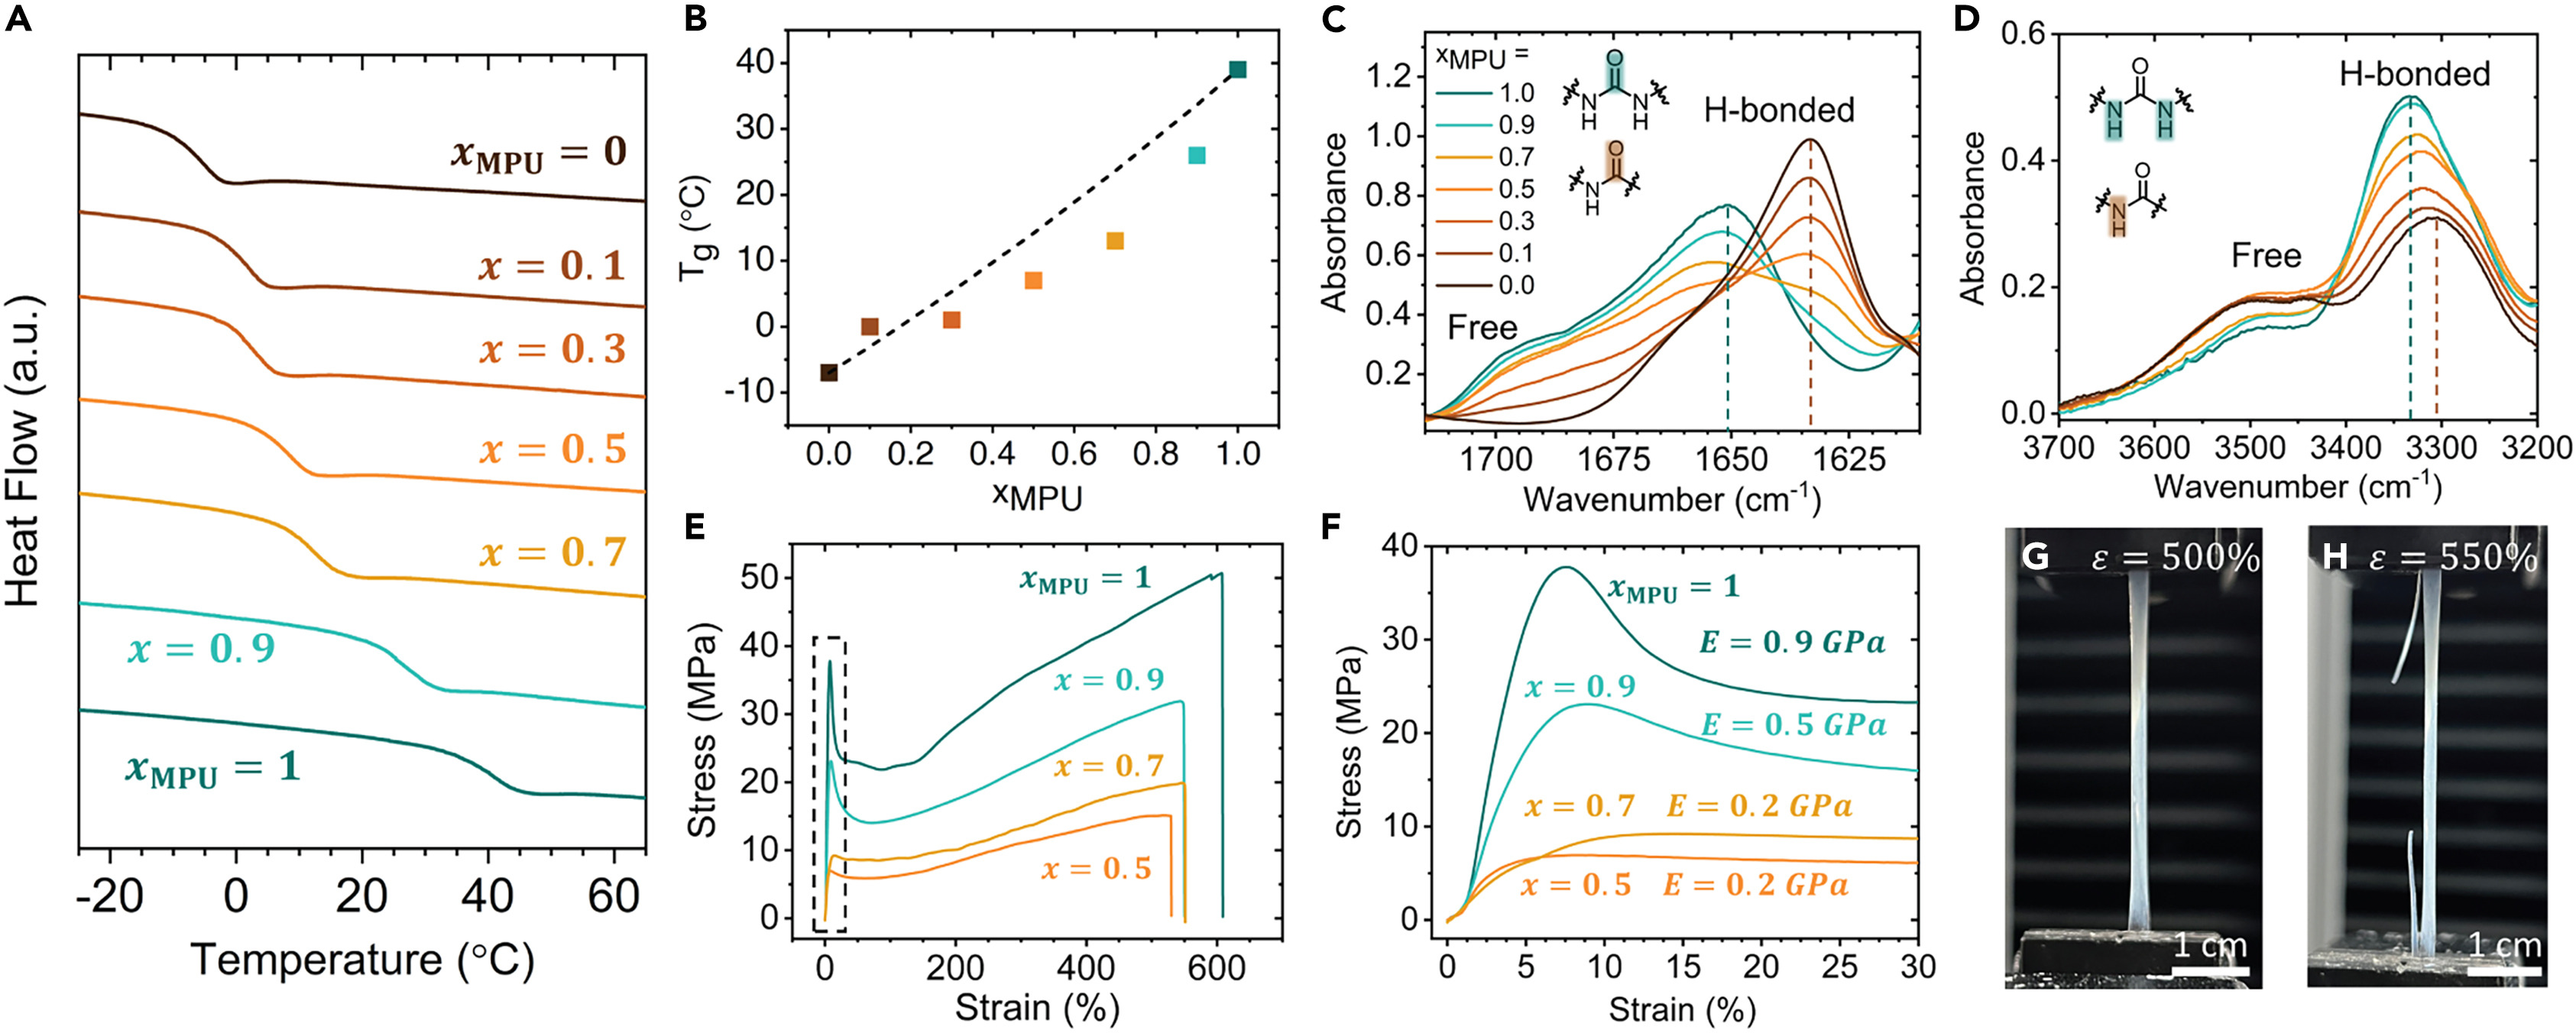 A
Heat Flow (a.u.)
xMPU = 0
x = 0.1
x = 0.3
x = 0.5
x = 0.7
x = 0.9
xMPU = 1
-20 0 20 40 60
Temperature (°C)
B
Tg (°C)
40
30
20
10
0
-10
0.0 0.2 0.4 0.6 0.8 1.0
xMPU
C
Absorbance
1.2
1.0
0.8
0.6
0.4
0.2
xMPU =
1.0
0.9
0.7
0.5
0.3
0.1
0.0
O
N N
H H
O
N
H
H-bonded
Free
1700 1675 1650 1625
Wavenumber (cm-1)
D
Absorbance
0.6
0.4
0.2
0.0
O
N N
H H
O
N
H
H-bonded
Free
3700 3600 3500 3400 3300 3200
Wavenumber (cm-1)
E
Stress (MPa)
50
40
30
20
10
0
xMPU = 1
x = 0.9
x = 0.7
x = 0.5
0 200 400 600
Strain (%)
F
Stress (MPa)
40
30
20
10
0
xMPU = 1
E = 0.9 GPa
x = 0.9
E = 0.5 GPa
x = 0.7 E = 0.2 GPa
x = 0.5 E = 0.2 GPa
0 5 10 15 20 25 30
Strain (%)
G ε = 500%
1 cm
H ε = 550%
1 cm